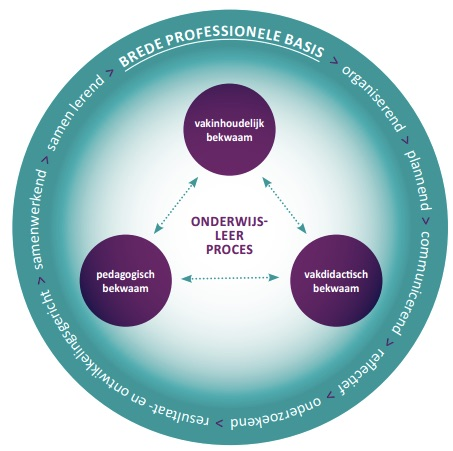 BREDE PROFESSIONELE BASIS > organiserend > plannend > communicerend > reflectief > onderzoekend > resultaat- en ontwikkelingsgericht > samenwerkend > samen lerend >
vakinhoudelijk
bekwaam
ONDERWIJS-
LEER
PROCES
pedagogisch
bekwaam
vakdidactisch
bekwaam